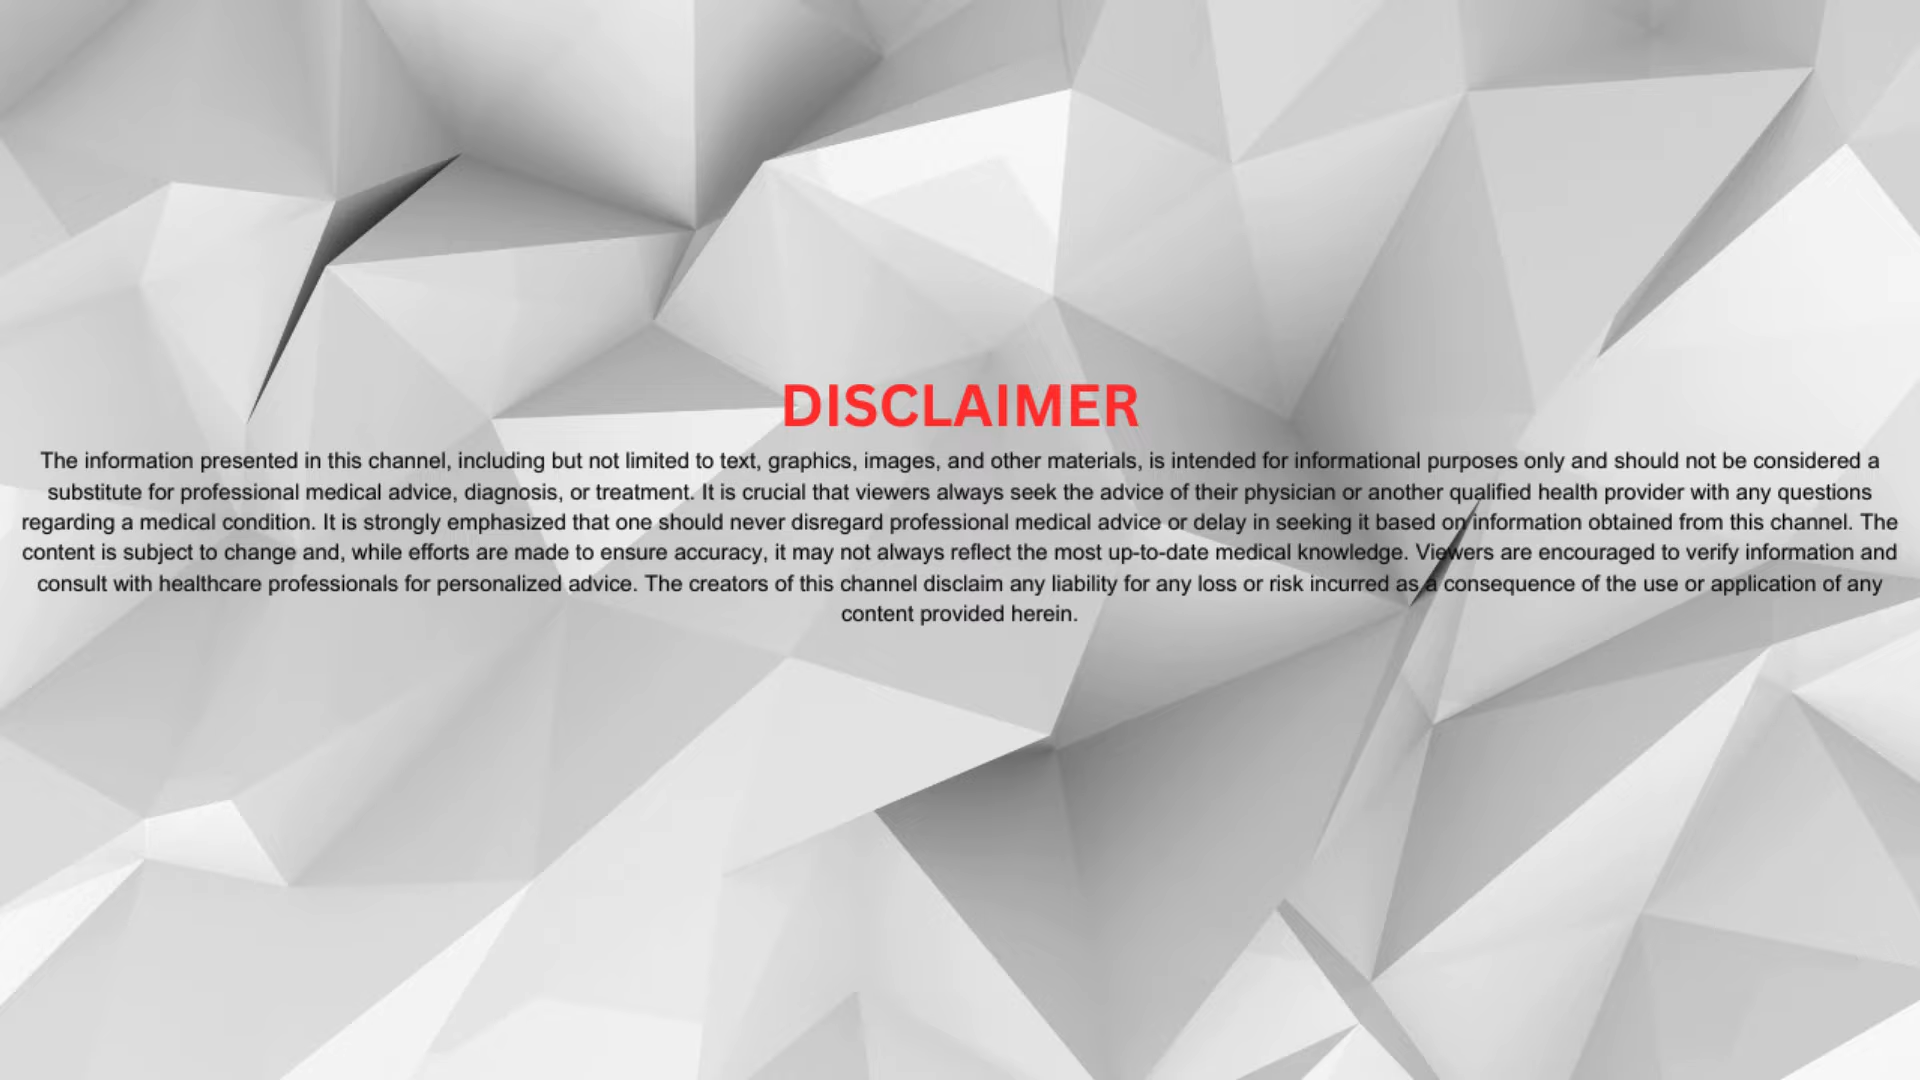 DISCLAIMER
The information presented in this channel, including but not limited to text, graphics, images, and other materials, is intended for informational purposes only and should not be considered a
substitute for professional medical advice, diagnosis, or treatment. It is crucial that viewers always seek the advice of their physician or another qualified health provider with any questions
regarding a medical condition. It is strongly emphasized that one should never disregard professional medical advice or delay in seeking it based on information obtained from this channel. The
content is subject to change and, while efforts are made to ensure accuracy, it may not always reflect the most up-to-date medical knowledge. Viewers are encouraged to verify information and
consult with healthcare professionals for personalized advice. The creators of this channel disclaim any liability for any loss or risk incurred as a consequence of the use or application of any
content provided herein.